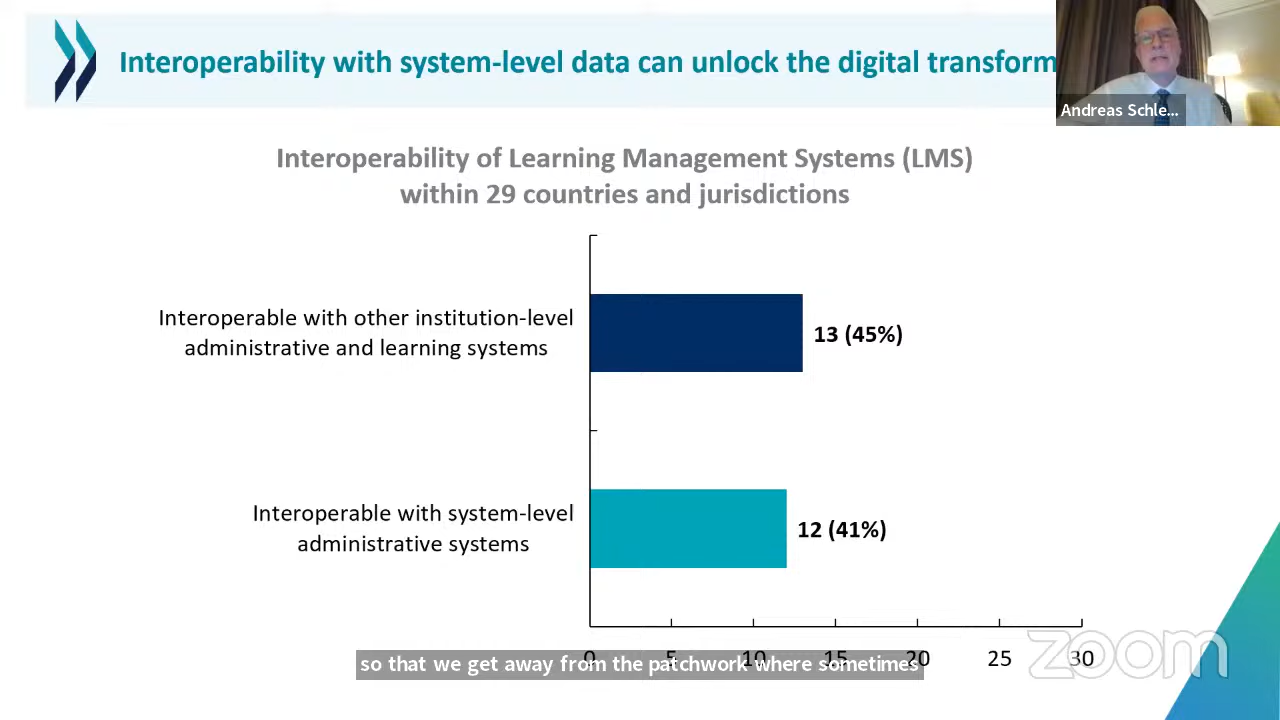 Interoperability with system-level data can unlock the digital transform
Andreas Schle...
Interoperability of Learning Management Systems (LMS)
within 29 countries and jurisdictions
Interoperable with other institution-level
administrative and learning systems
13 (45%)
Interoperable with system-level
administrative systems
12 (41%)
0 5 10 15 20 25 30
so that we get away from the patchwork where sometimes
zoom